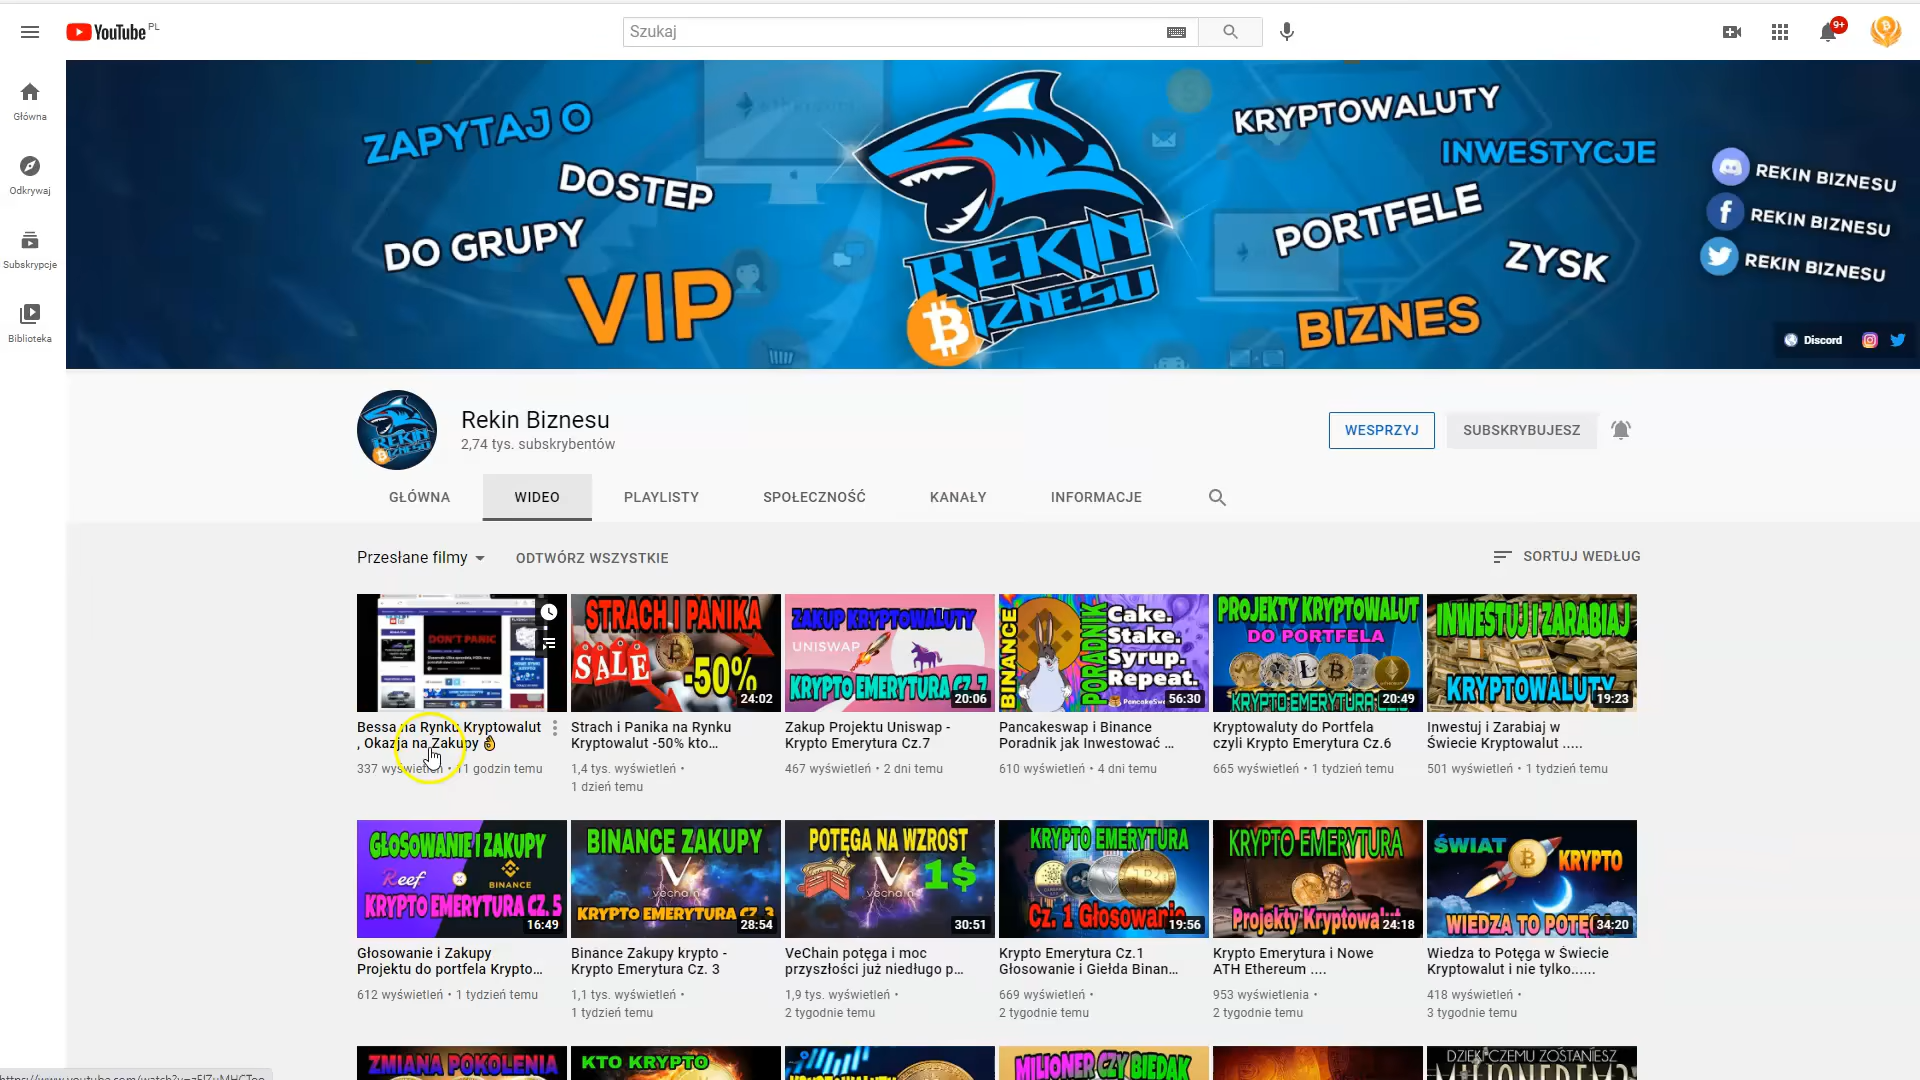 YouTube PL
Szukaj
9+
Główna
Odkrywaj
Subskrypcje
Biblioteka
ZAPYTAJ O
DOSTEP
DO GRUPY
VIP
REKIN
BIZNESU
KRYPTOWALUTY
INWESTYCJE
PORTFELE
ZYSK
BIZNES
REKIN BIZNESU
REKIN BIZNESU
REKIN BIZNESU
Discord
Rekin Biznesu
2,74 tys. subskrybentów
WESPRZYJ
SUBSKRYBUJESZ
GŁÓWNA
WIDEO
PLAYLISTY
SPOŁECZNOŚĆ
KANAŁY
INFORMACJE
Przesłane filmy
ODTWÓRZ WSZYSTKIE
SORTUJ WEDŁUG
DON'T PANIC
Bessa na Rynku Kryptowalut
, Okazja na Zakupy 👌
337 wyświetleń • 11 godzin temu
STRACH I PANIKA
SALE
-50%
24:02
Strach i Panika na Rynku
Kryptowalut -50% kto...
1,4 tys. wyświetleń •
1 dzień temu
ZAKUP KRYPTOWALUTY
UNISWAP
KRYPTO EMERYTURA CZ.7
20:06
Zakup Projektu Uniswap -
Krypto Emerytura Cz.7
467 wyświetleń • 2 dni temu
BINANCE
PORADNIK
Cake.
Stake.
Syrup.
Repeat.
56:30
Pancakeswap i Binance
Poradnik jak Inwestować ...
610 wyświetleń • 4 dni temu
PROJEKTY KRYPTOWALUT
DO PORTFELA
20:49
Kryptowaluty do Portfela
czyli Krypto Emerytura Cz.6
665 wyświetleń • 1 tydzień temu
INWESTUJ I ZARABIAJ
KRYPTOWALUTY
19:23
Inwestuj i Zarabiaj w
Świecie Kryptowalut .....
501 wyświetleń • 1 tydzień temu
GŁOSOWANIE I ZAKUPY
Reef
BINANCE
KRYPTO EMERYTURA CZ. 5
16:49
Głosowanie i Zakupy
Projektu do portfela Krypto...
612 wyświetleń • 1 tydzień temu
BINANCE ZAKUPY
vechain
KRYPTO EMERYTURA CZ. 3
28:54
Binance Zakupy krypto -
Krypto Emerytura Cz. 3
1,1 tys. wyświetleń •
1 tydzień temu
POTĘGA NA WZROST
1$
vechain
30:51
VeChain potęga i moc
przyszłości już niedługo p...
1,9 tys. wyświetleń •
2 tygodnie temu
KRYPTO EMERYTURA
Cz. 1 Głosowanie
19:56
Krypto Emerytura Cz.1
Głosowanie i Giełda Binan...
669 wyświetleń •
2 tygodnie temu
KRYPTO EMERYTURA
Projekty Kryptowalut
24:18
Krypto Emerytura i Nowe
ATH Ethereum ....
953 wyświetlenia •
2 tygodnie temu
ŚWIAT
KRYPTO
WIEDZA TO POTĘGA
34:20
Wiedza to Potęga w Świecie
Kryptowalut i nie tylko......
418 wyświetleń •
3 tygodnie temu
ZMIANA POKOLENIA
KTO KRYPTO
MILIONER CZY BIEDAK
DZIĘKI CZEMU ZOSTANIESZ